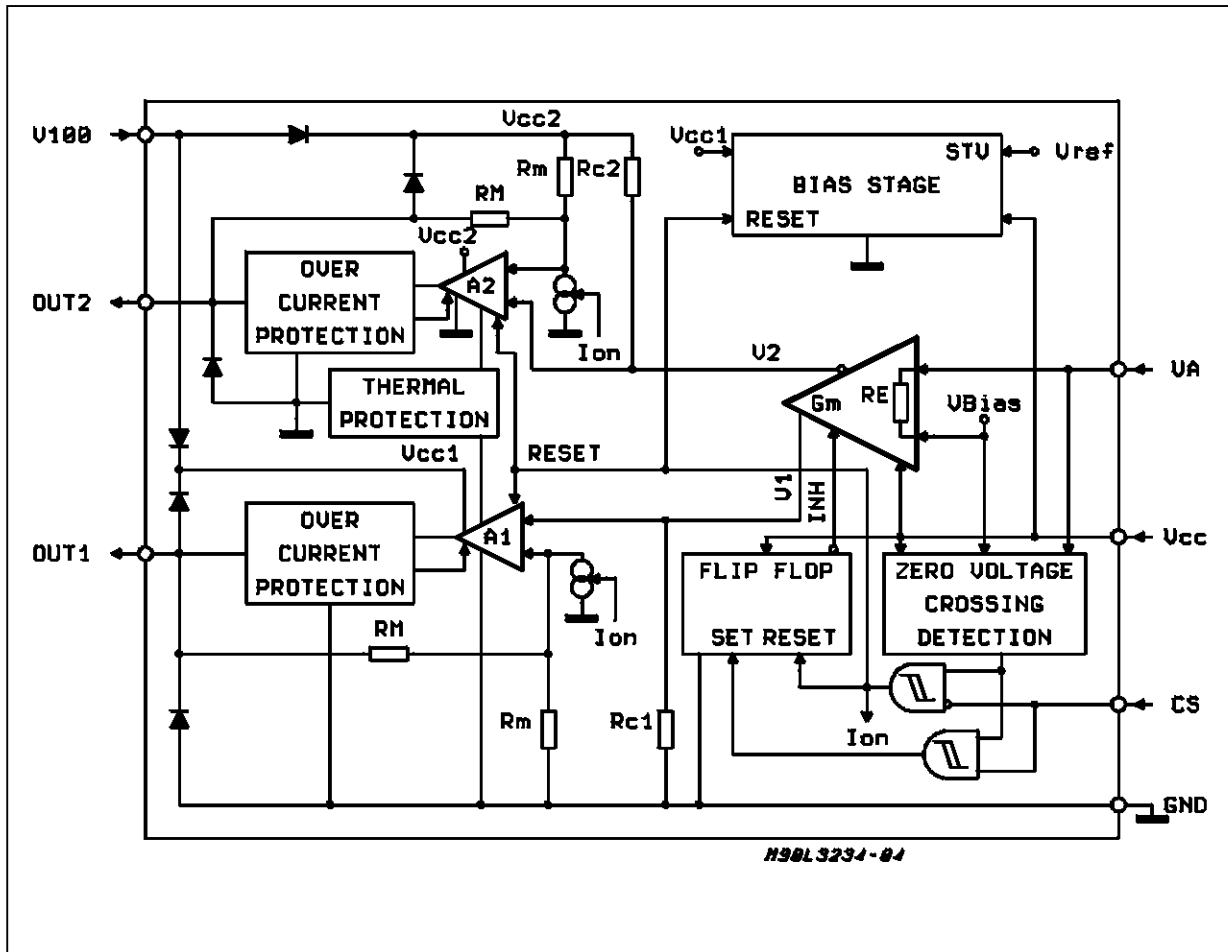 V100
Vcc2
Vcc1
STV
Vref
BIAS STAGE
RESET
Rm
Rc2
RM
Vcc2
OVER
CURRENT
PROTECTION
A2
OUT2
Ion
THERMAL
PROTECTION
V2
Gm
RE
VBias
VA
Vcc1
RESET
V1
INH
OVER
CURRENT
PROTECTION
A1
OUT1
Ion
Vcc
FLIP FLOP
SET RESET
ZERO VOLTAGE
CROSSING
DETECTION
RM
Rm
Rc1
Ion
CS
GND
M90L3234-04